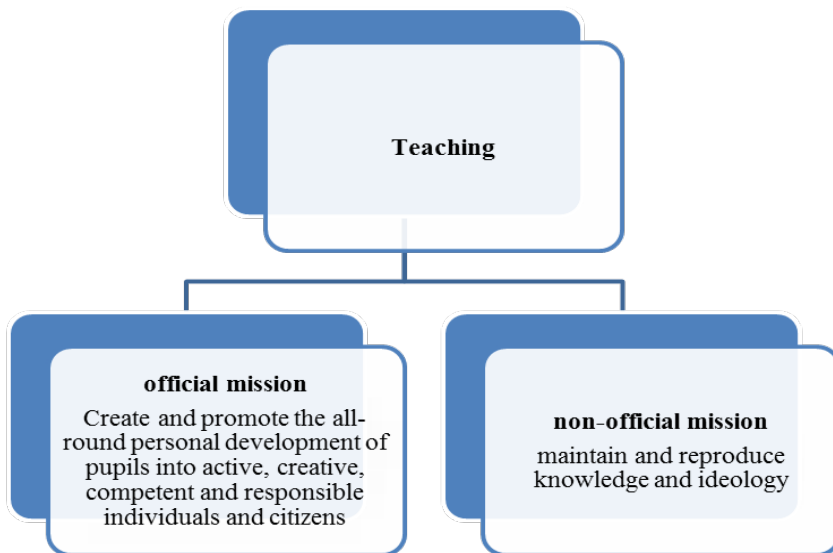 Teaching
official mission
Create and promote the all-
round personal development of
pupils into active, creative,
competent and responsible
individuals and citizens
non-official mission
maintain and reproduce
knowledge and ideology